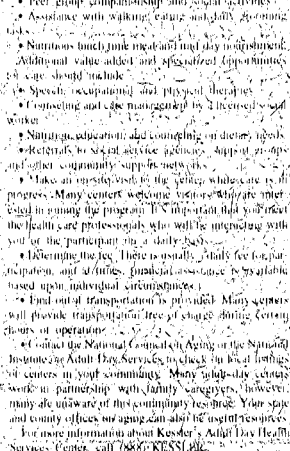 • Peer group companionship and social activities
• Assistance with walking, eating and daily grooming
tasks
• Nutritious lunch time meal and mid day nourishment
Additional value added and specialized opportunities
for care should include
• Speech, occupational and physical therapies
• Counseling and case management by a licensed social
worker
• Nutrition education and counseling on dietary needs
• Referrals to social service agencies, support groups
and other community support networks
• Make an on-site visit to the center while care is in
progress. Many centers welcome visitors who are inter-
ested in joining the program. It's important that you meet
the health care professionals who will be interacting with
you or the participant on a daily basis.
• Determine the fee. There is usually a daily fee for par-
ticipation, and at times, financial assistance is available
based upon individual circumstances.
• Find out if transportation is provided. Many centers
will provide transportation free of charge during certain
hours of operation.
• Contact the National Council on Aging or the National
Institute on Adult Day Services to check on local listings
of centers in your community. Many adult day centers
work in partnership with family caregivers, however,
many are unaware of this community resource. Your state
and county offices on aging can also be useful resources.
For more information about Kessler's Adult Day Health
Services Center, call